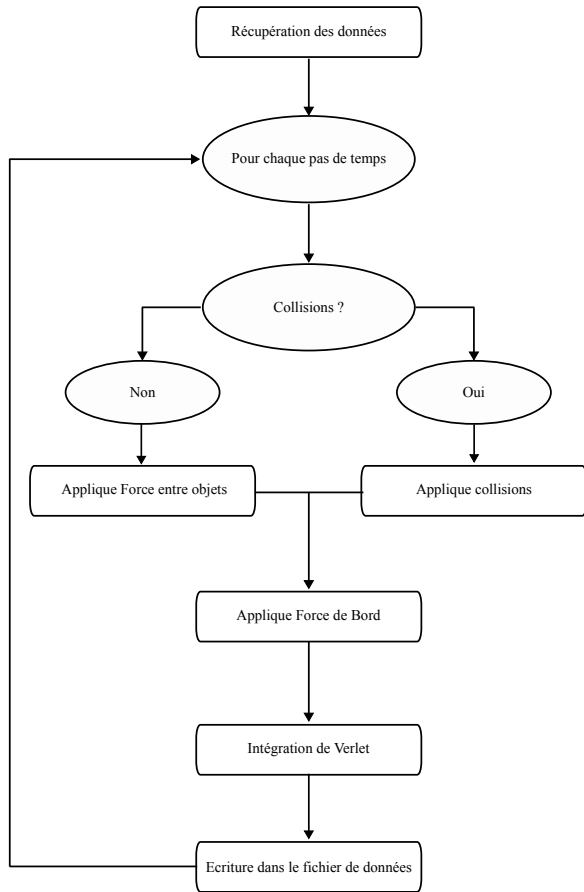 Récupération des données
Pour chaque pas de temps
Collisions ?
Non
Oui
Applique Force entre objets
Applique collisions
Applique Force de Bord
Intégration de Verlet
Ecriture dans le fichier de données